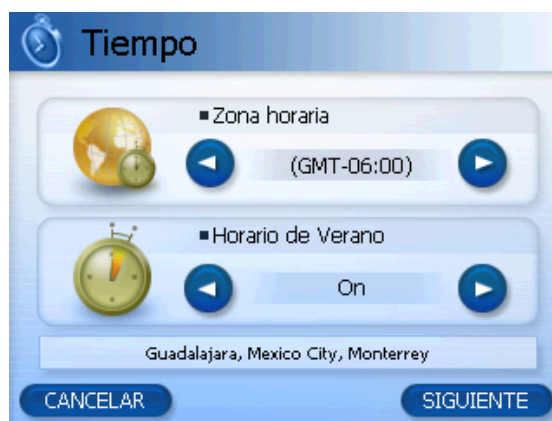 Tiempo
Zona horaria
(GMT-06:00)
Horario de Verano
On
Guadalajara, Mexico City, Monterrey
CANCELAR
SIGUIENTE